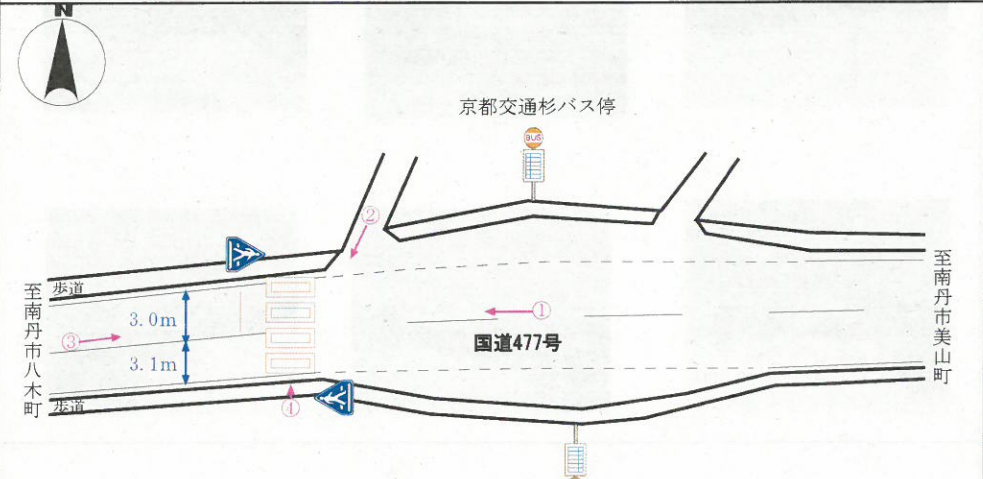 N
京都交通杉バス停
BUS
②
歩道
至南丹市八木町
3.0m
③
3.1m
①
国道477号
至南丹市美山町
歩道
④